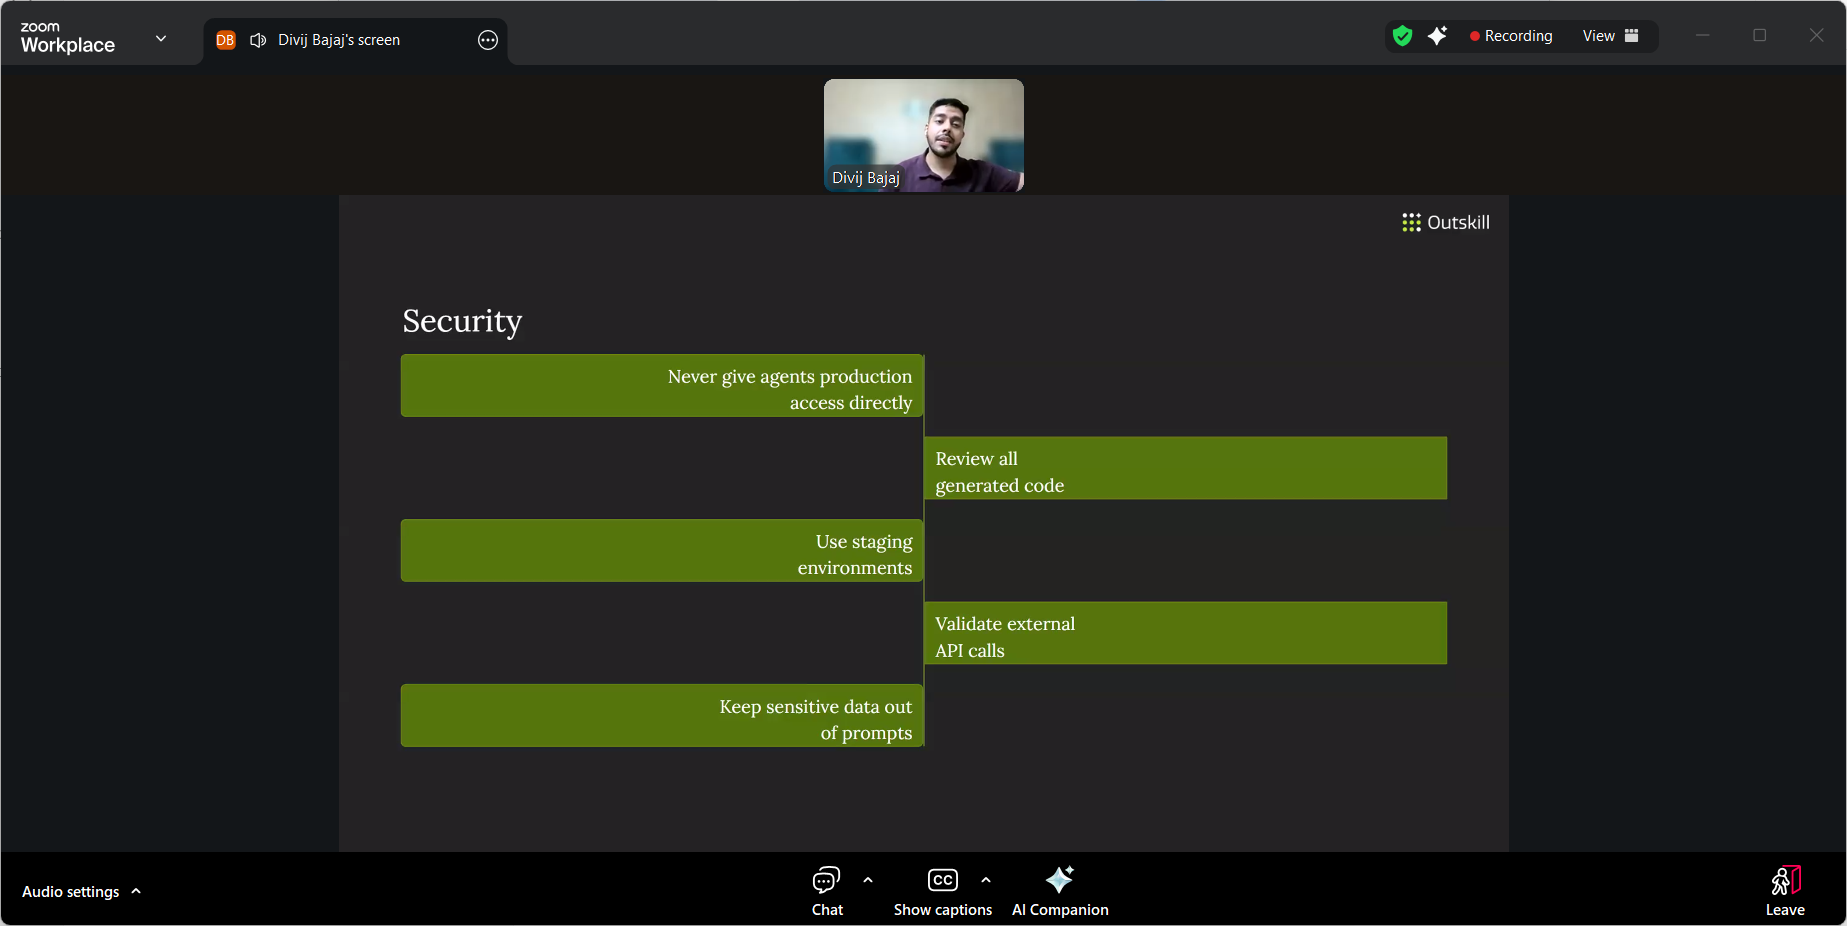 zoom
Workplace
DB
Divij Bajaj's screen
Recording
View
Divij Bajaj
Outskill
Security
Never give agents production
access directly
Review all
generated code
Use staging
environments
Validate external
API calls
Keep sensitive data out
of prompts
Audio settings
Chat
CC
Show captions
AI Companion
Leave